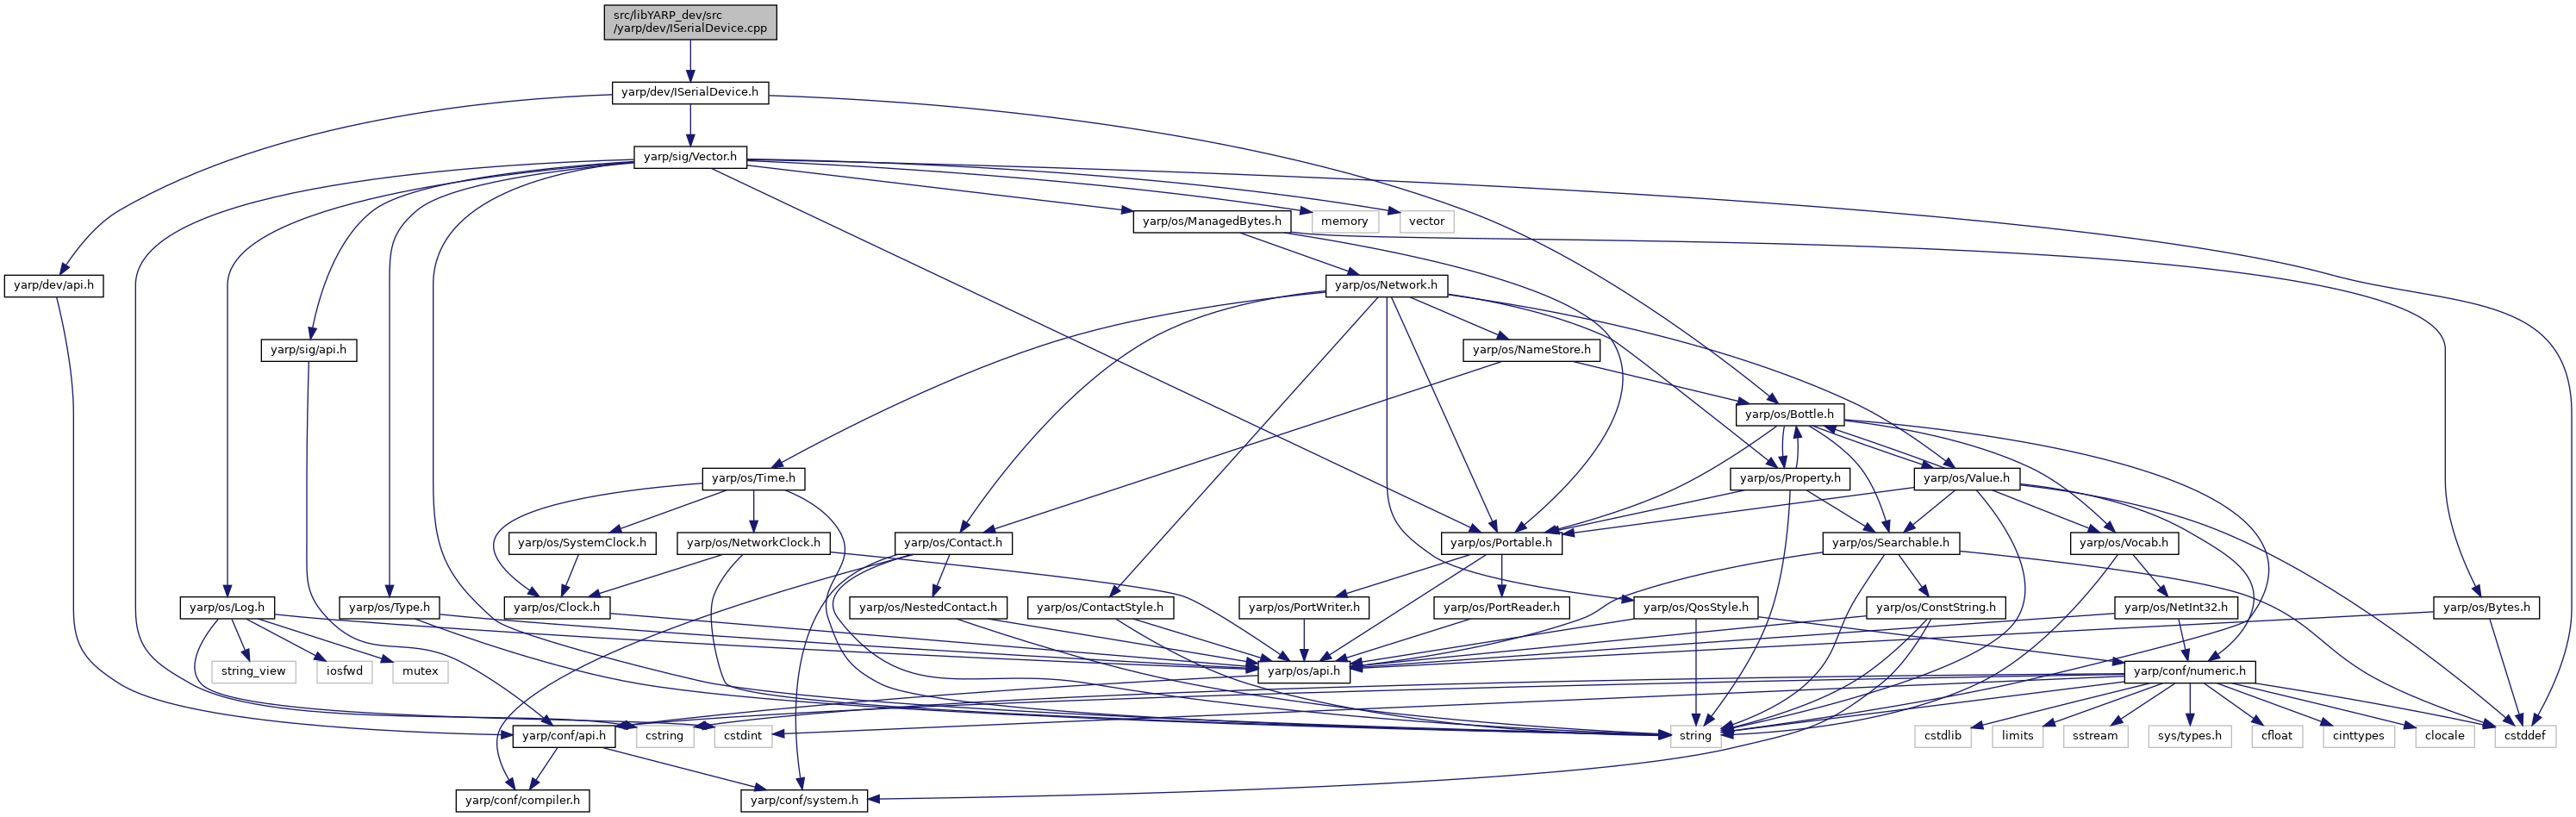 src/libYARP_dev/src
/yarp/dev/ISerialDevice.cpp
yarp/dev/ISerialDevice.h
yarp/sig/Vector.h
yarp/os/ManagedBytes.h
memory
vector
yarp/dev/api.h
yarp/os/Network.h
yarp/sig/api.h
yarp/os/NameStore.h
yarp/os/Bottle.h
yarp/os/Time.h
yarp/os/Property.h
yarp/os/Value.h
yarp/os/SystemClock.h
yarp/os/NetworkClock.h
yarp/os/Contact.h
yarp/os/Portable.h
yarp/os/Searchable.h
yarp/os/Vocab.h
yarp/os/Log.h
yarp/os/Type.h
yarp/os/Clock.h
yarp/os/NestedContact.h
yarp/os/ContactStyle.h
yarp/os/PortWriter.h
yarp/os/PortReader.h
yarp/os/QosStyle.h
yarp/os/ConstString.h
yarp/os/NetInt32.h
yarp/os/Bytes.h
string_view
iosfwd
mutex
yarp/os/api.h
yarp/conf/numeric.h
yarp/conf/api.h
cstring
cstdint
string
cstdlib
limits
sstream
sys/types.h
cfloat
cinttypes
clocale
cstddef
yarp/conf/compiler.h
yarp/conf/system.h